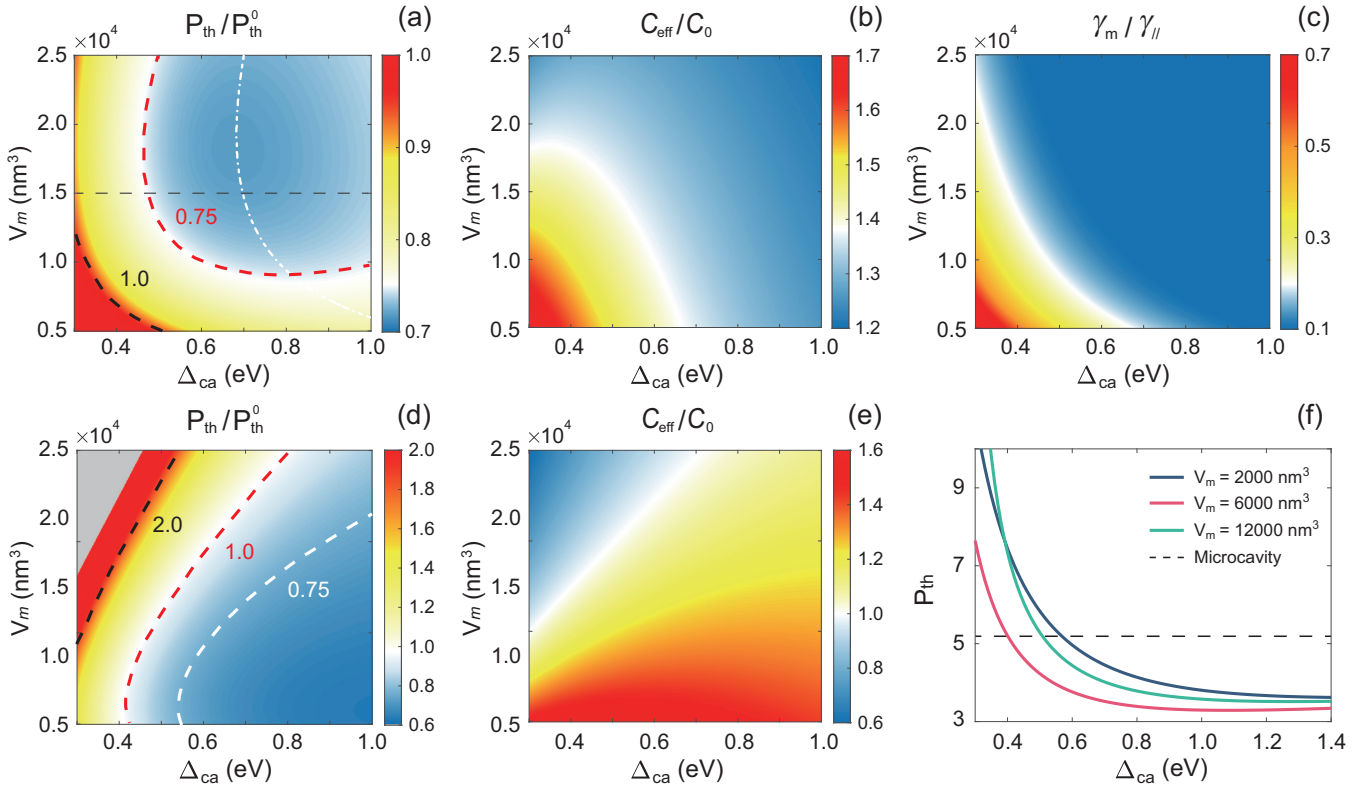 P_th / P_th^0 (a)
×10^4
2.5
2.0
1.5
1.0
0.5
V_m (nm^3)
0.75
1.0
0.4 0.6 0.8 1.0
Δ_ca (eV)
1.0
0.9
0.8
0.7
C_eff / C_0 (b)
×10^4
2.5
2.0
1.5
1.0
0.5
V_m (nm^3)
0.4 0.6 0.8 1.0
Δ_ca (eV)
1.7
1.6
1.5
1.4
1.3
1.2
γ_m / γ_// (c)
×10^4
2.5
2.0
1.5
1.0
0.5
V_m (nm^3)
0.4 0.6 0.8 1.0
Δ_ca (eV)
0.7
0.5
0.3
0.1
P_th / P_th^0 (d)
×10^4
2.5
2.0
1.5
1.0
0.5
V_m (nm^3)
2.0
1.0
0.75
0.4 0.6 0.8 1.0
Δ_ca (eV)
2.0
1.8
1.6
1.4
1.2
1.0
0.8
0.6
C_eff / C_0 (e)
×10^4
2.5
2.0
1.5
1.0
0.5
V_m (nm^3)
0.4 0.6 0.8 1.0
Δ_ca (eV)
1.6
1.4
1.2
1.0
0.8
0.6
(f)
9
7
5
3
P_th
V_m = 2000 nm^3
V_m = 6000 nm^3
V_m = 12000 nm^3
Microcavity
0.4 0.6 0.8 1.0 1.2 1.4
Δ_ca (eV)